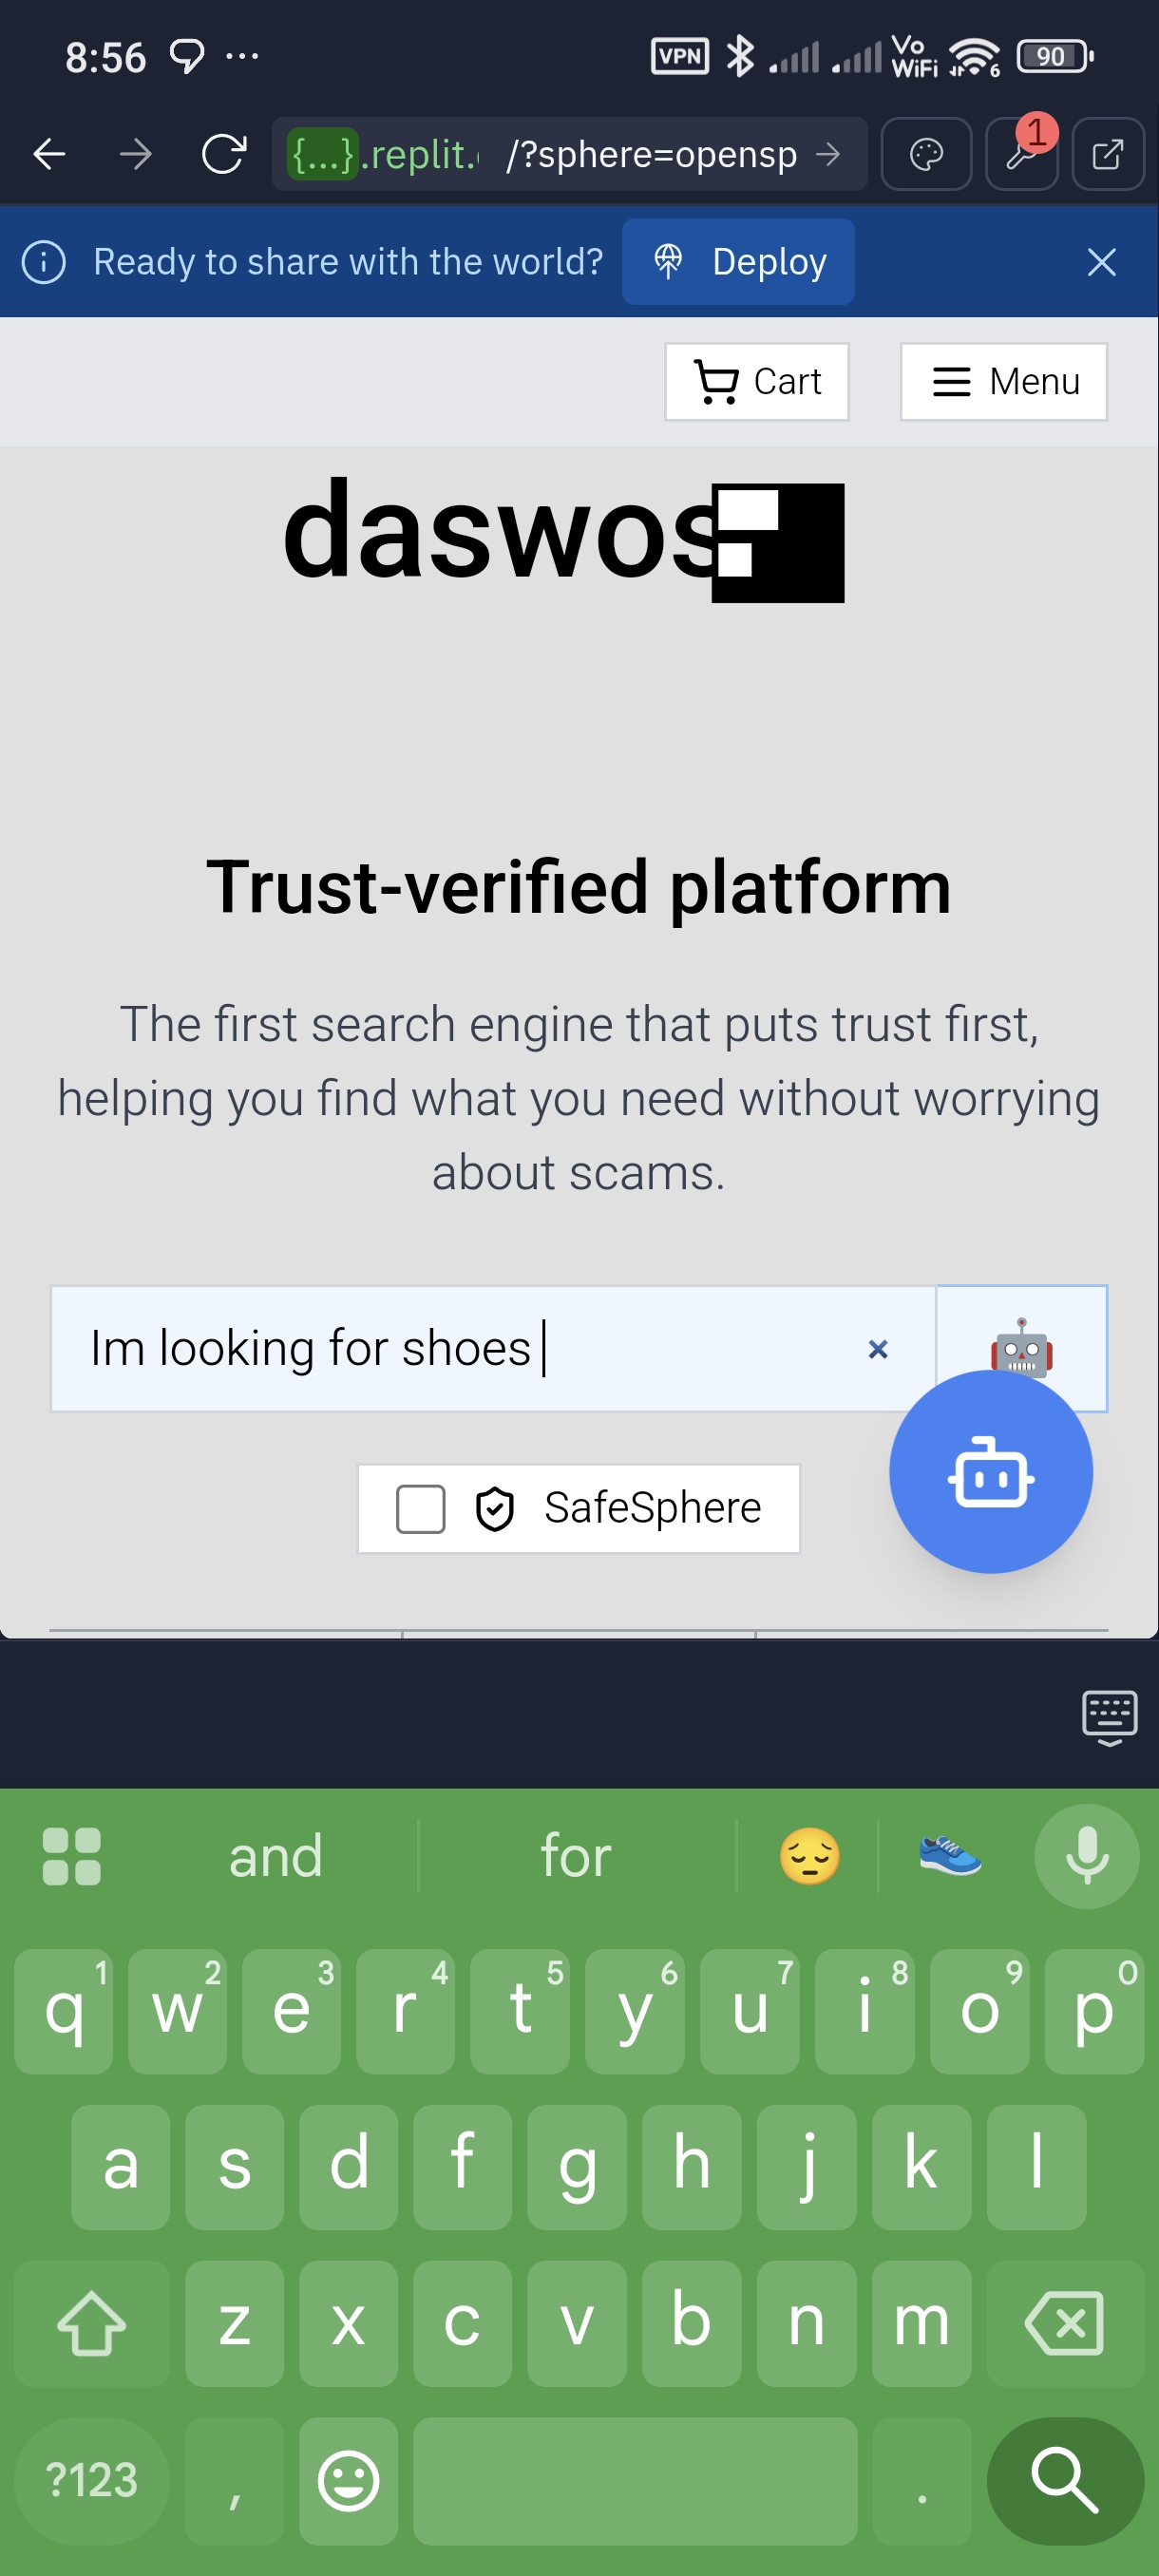 8:56
VPN
Vo
WiFi
6
90
{...}.replit. /?sphere=opensp
1
Ready to share with the world?
Deploy
Cart
Menu
daswos
Trust-verified platform
The first search engine that puts trust first,
helping you find what you need without worrying
about scams.
Im looking for shoes
SafeSphere
and for
q1 w2 e3 r4 t5 y6 u7 i8 o9 p0
a s d f g h j k l
z x c v b n m
?123 , .